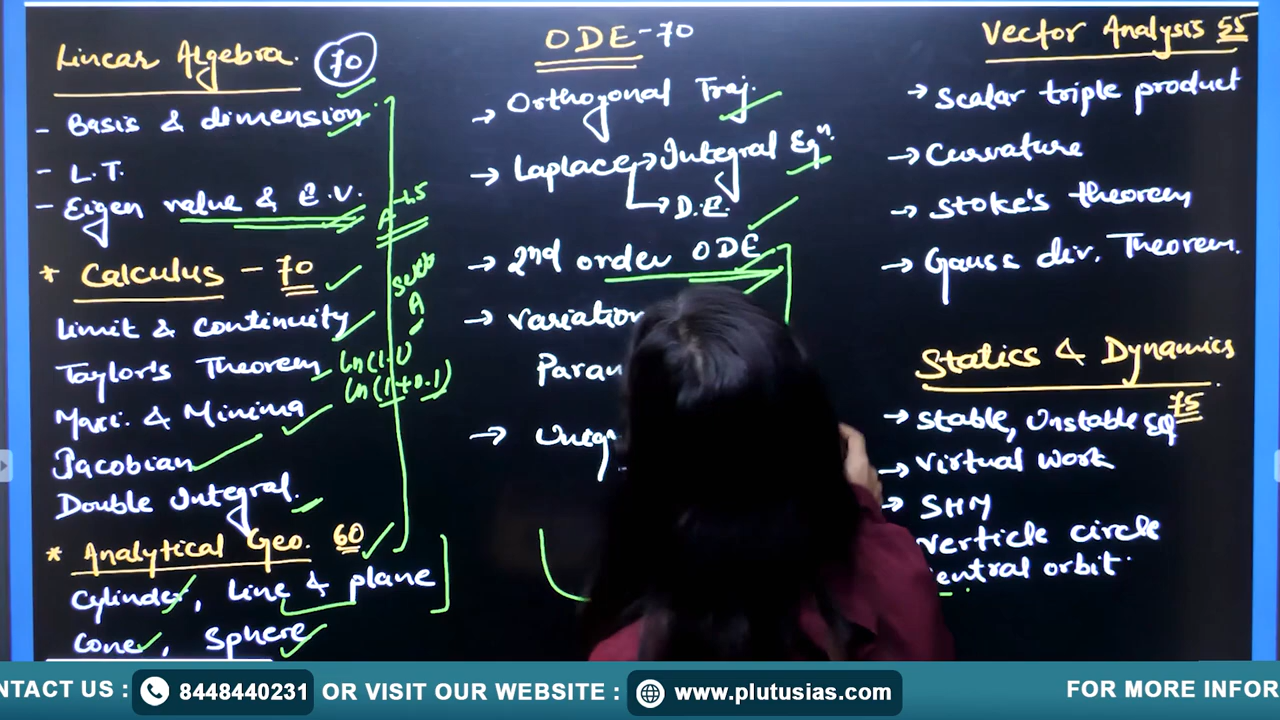 Linear Algebra. 70
- Basis & dimension
- L.T.
- Eigen value & E.V.
A - 15
* Calculus - 70
Limit & continuity
A
Taylor's Theorem
ln(1.1)
ln(1+0.1)
Maxi. & Minima
Jacobian
Double Integral.
* Analytical Geo. 60
Cylinder, Line & plane
Cone, Sphere
ODE - 70
→ Orthogonal Traj.
→ Laplace → Integral Eqn.
→ D.E.
→ 2nd order ODE
→ variation
Param
→
Vector Analysis 55
→ Scalar triple product
→ Curvature
→ Stoke's theorem
→ Gauss div. Theorem.
Statics & Dynamics
75
→ Stable, Unstable Eq
→ Virtual work
→ SHM
Verticle circle
entral orbit
NTACT US : 8448440231 OR VISIT OUR WEBSITE : www.plutusias.com FOR MORE INFOR